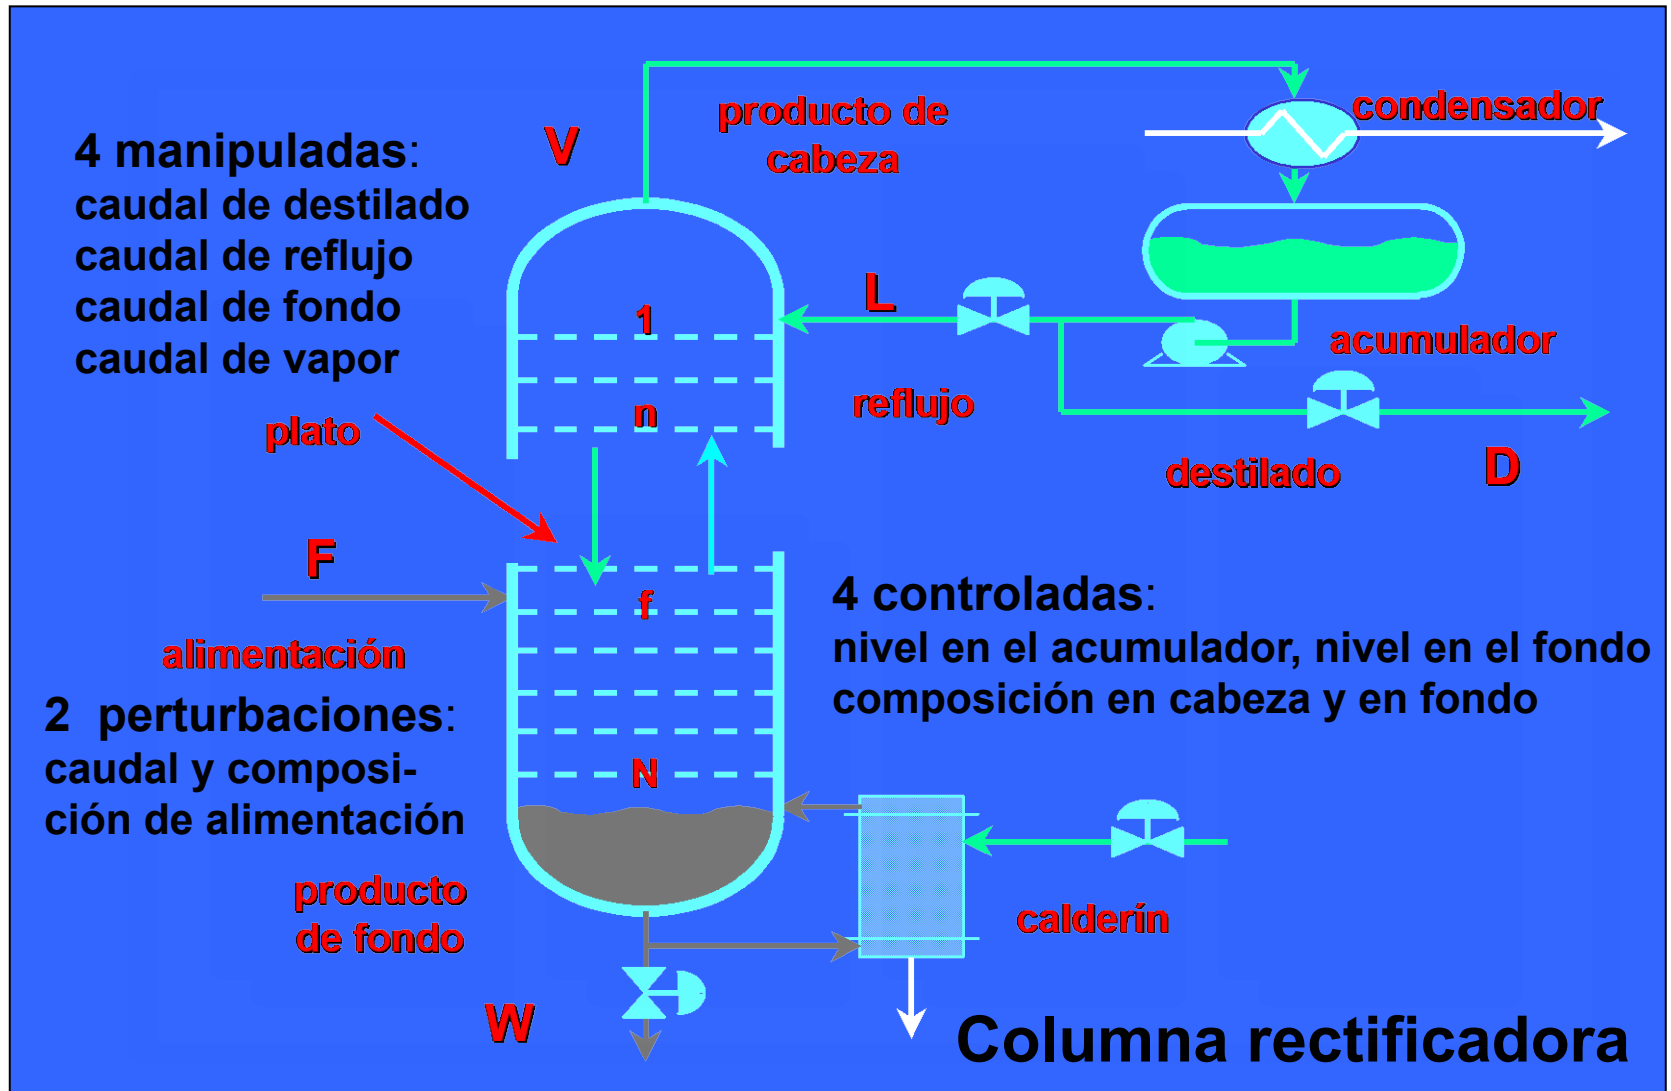 V
producto de
cabeza
condensador
4 manipuladas:
caudal de destilado
caudal de reflujo
caudal de fondo
caudal de vapor
1
n
L
reflujo
acumulador
destilado
D
plato
F
alimentación
f
N
4 controladas:
nivel en el acumulador, nivel en el fondo
composición en cabeza y en fondo
2 perturbaciones:
caudal y composi-
ción de alimentación
producto
de fondo
calderín
W
Columna rectificadora